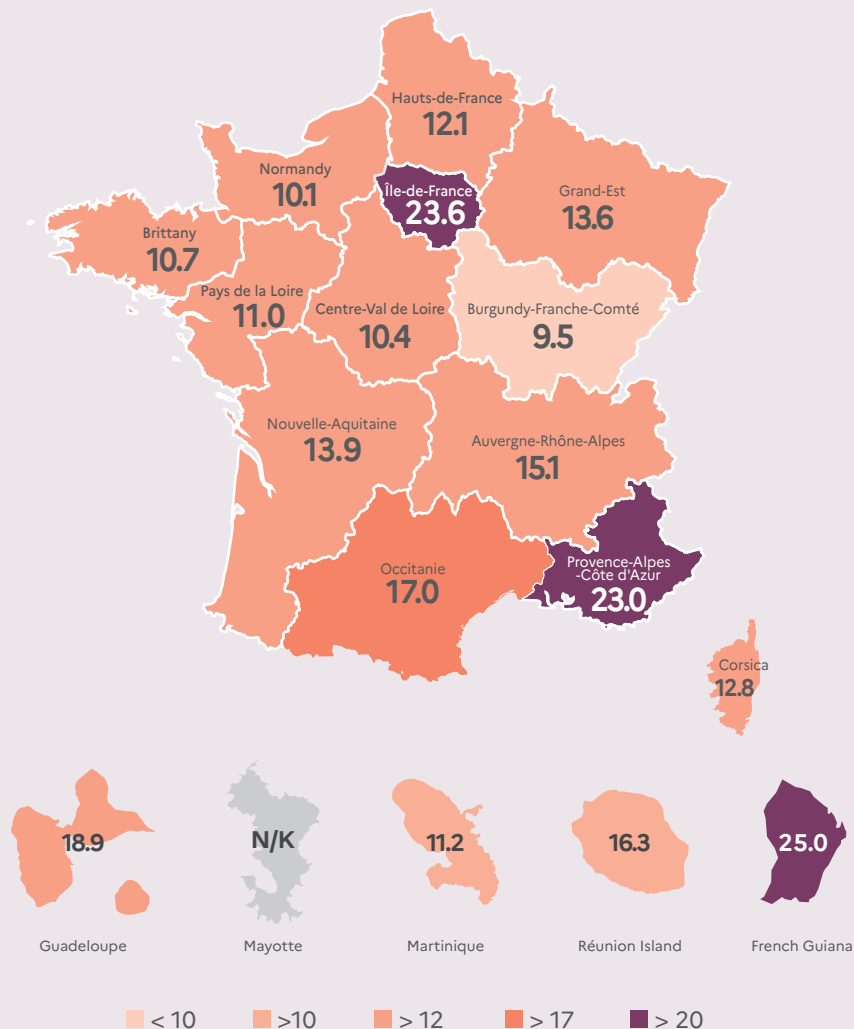 Hauts-de-France
12.1
Normandy
10.1
Île-de-France
23.6
Grand-Est
13.6
Brittany
10.7
Pays de la Loire
11.0
Centre-Val de Loire
10.4
Burgundy-Franche-Comté
9.5
Nouvelle-Aquitaine
13.9
Auvergne-Rhône-Alpes
15.1
Occitanie
17.0
Provence-Alpes
-Côte d'Azur
23.0
Corsica
12.8
18.9
N/K
11.2
16.3
25.0
Guadeloupe
Mayotte
Martinique
Réunion Island
French Guiana
< 10
>10
> 12
> 17
> 20